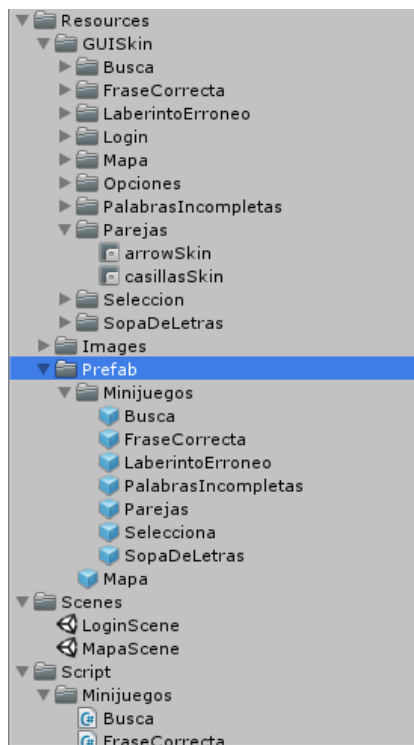 Resources
GUISkin
Busca
FraseCorrecta
LaberintoErroneo
Login
Mapa
Opciones
PalabrasIncompletas
Parejas
arrowSkin
casillasSkin
Seleccion
SopaDeLetras
Images
Prefab
Minijuegos
Busca
FraseCorrecta
LaberintoErroneo
PalabrasIncompletas
Parejas
Selecciona
SopaDeLetras
Mapa
Scenes
LoginScene
MapaScene
Script
Minijuegos
Busca
FraseCorrecta